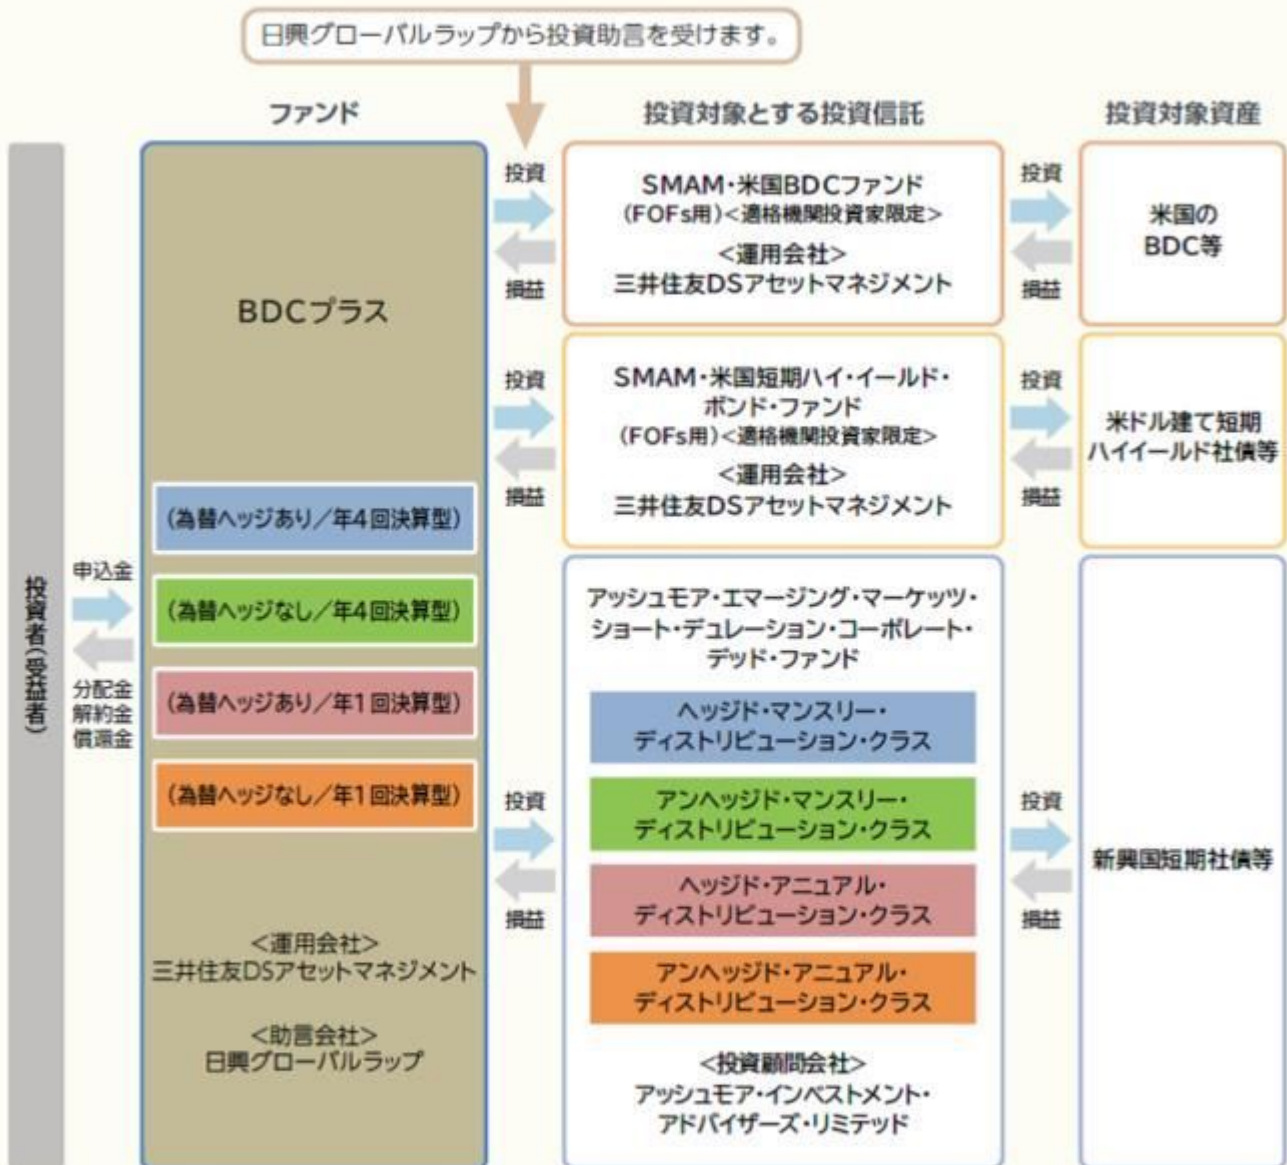 日興グローバルラップから投資助言を受けます。
ファンド
投資対象とする投資信託
投資対象資産
投資者(受益者)
申込金
分配金
解約金
償還金
BDCプラス
(為替ヘッジあり／年4回決算型)
(為替ヘッジなし／年4回決算型)
(為替ヘッジあり／年1回決算型)
(為替ヘッジなし／年1回決算型)
<運用会社>
三井住友DSアセットマネジメント
<助言会社>
日興グローバルラップ
投資
損益
SMAM・米国BDCファンド
(FOFs用)<適格機関投資家限定>
<運用会社>
三井住友DSアセットマネジメント
投資
損益
米国の
BDC等
投資
損益
SMAM・米国短期ハイ・イールド・
ボンド・ファンド
(FOFs用)<適格機関投資家限定>
<運用会社>
三井住友DSアセットマネジメント
投資
損益
米ドル建て短期
ハイイールド社債等
投資
損益
アッシュモア・エマージング・マーケッツ・
ショート・デュレーション・コーポレート・
デッド・ファンド
ヘッジド・マンスリー・
ディストリビューション・クラス
アンヘッジド・マンスリー・
ディストリビューション・クラス
ヘッジド・アニュアル・
ディストリビューション・クラス
アンヘッジド・アニュアル・
ディストリビューション・クラス
<投資顧問会社>
アッシュモア・インベストメント・
アドバイザーズ・リミテッド
投資
損益
新興国短期社債等